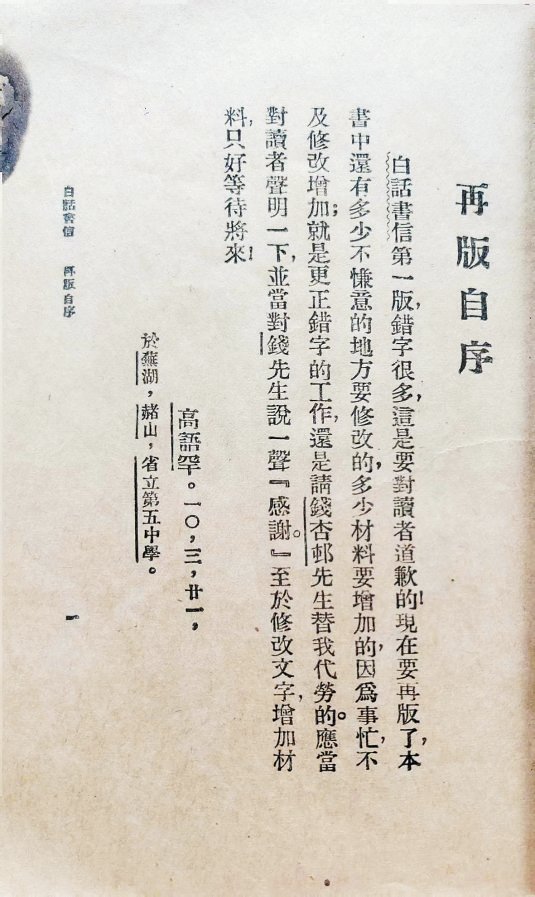 再版自序
白話書信第一版，錯字很多，這是要對讀者道歉的！現在要再版了，本
書中還有多少不慊意的地方要修改的，多少材料要增加的，因爲事忙，不
及修改增加；就是更正錯字的工作，還是請錢杏邨先生替我代勞的。應當
對讀者聲明一下，並當對錢先生說一聲『感謝。』至於修改文字，增加材
料，只好等待將來！
高語罕。一〇，三，廿一，
於蕪湖，赭山，省立第五中學。
白話書信　再版自序
一